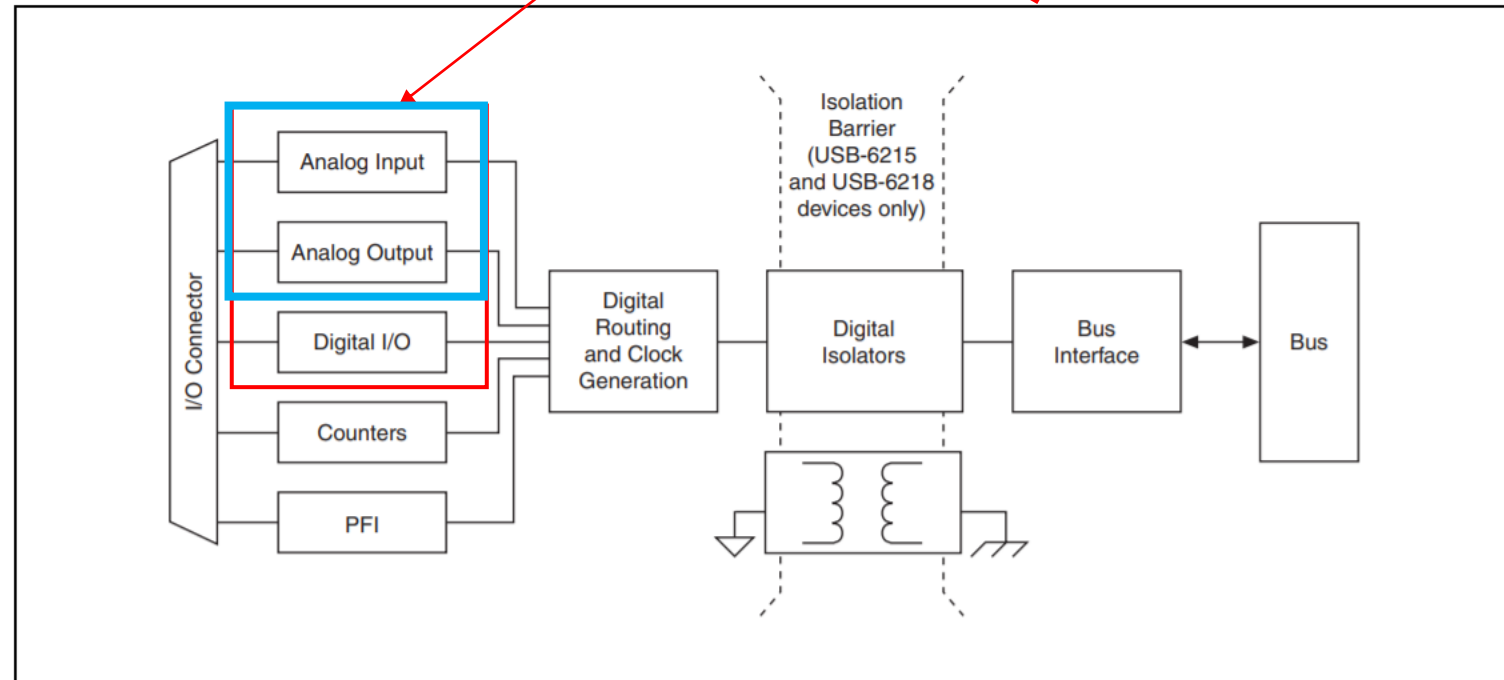 Isolation
Barrier
(USB-6215
and USB-6218
devices only)
I/O Connector
Analog Input
Analog Output
Digital I/O
Counters
PFI
Digital
Routing
and Clock
Generation
Digital
Isolators
Bus
Interface
Bus